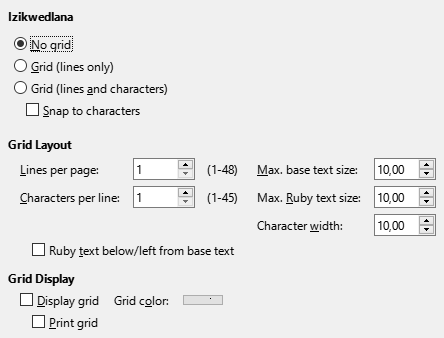 Izikwedlana
No grid
Grid (lines only)
Grid (lines and characters)
Snap to characters
Grid Layout
Lines per page: 1 (1-48) Max. base text size: 10,00
Characters per line: 1 (1-45) Max. Ruby text size: 10,00
Character width: 10,00
Ruby text below/left from base text
Grid Display
Display grid Grid color:
Print grid